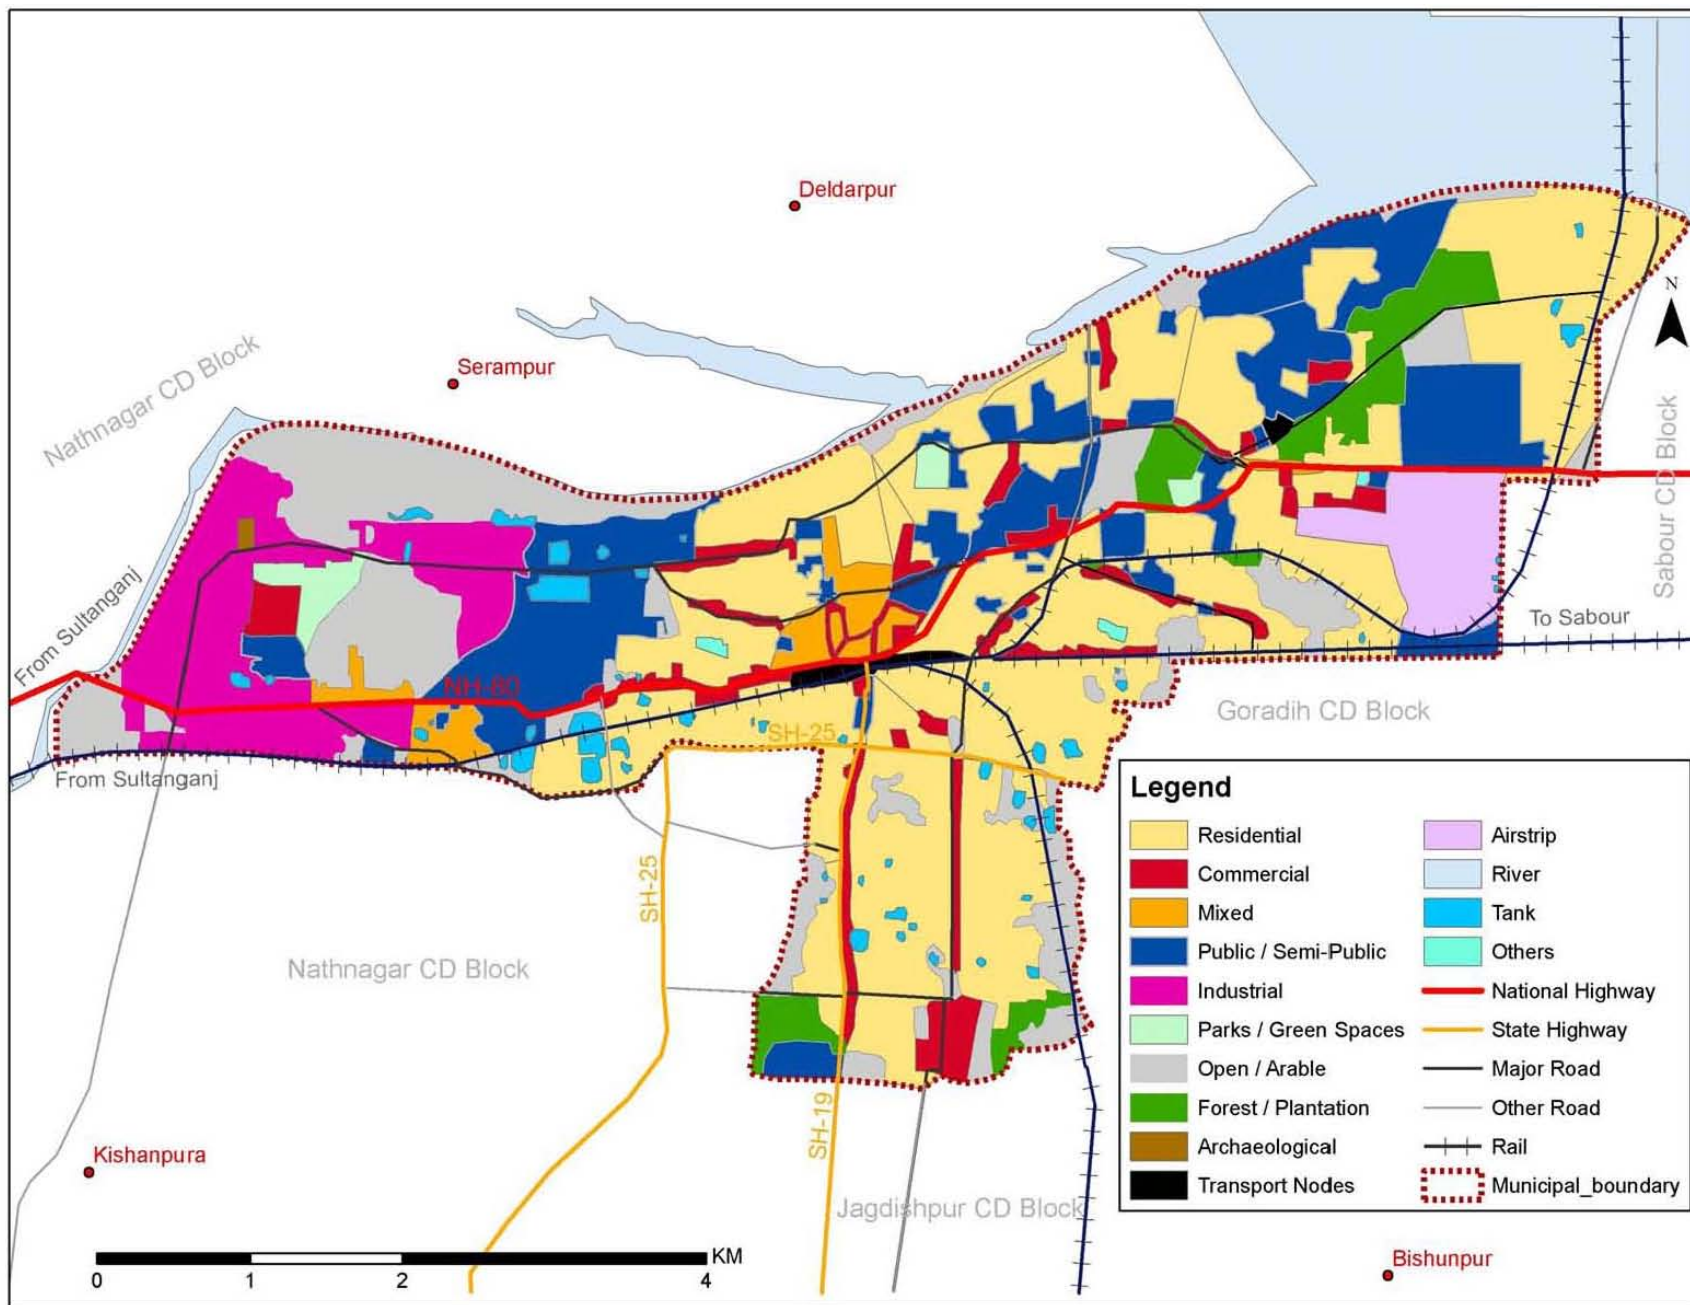 Deldarpur
N
Nathnagar CD Block
Serampur
Sabour CD Block
From Sultanganj
To Sabour
NH-80
Goradih CD Block
SH-25
From Sultanganj
SH-25
Nathnagar CD Block
SH-19
Kishanpura
Jagdishpur CD Block
Bishunpur
KM
0 1 2 4
Legend
Residential
Commercial
Mixed
Public / Semi-Public
Industrial
Parks / Green Spaces
Open / Arable
Forest / Plantation
Archaeological
Transport Nodes
Airstrip
River
Tank
Others
National Highway
State Highway
Major Road
Other Road
Rail
Municipal_boundary